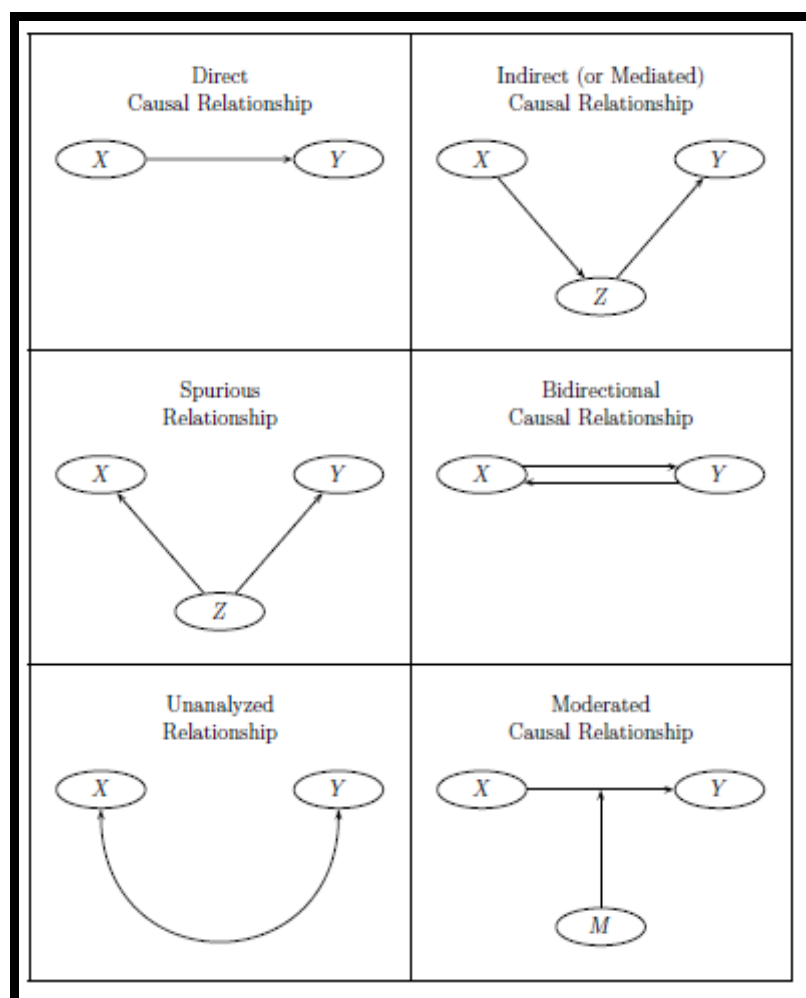 Direct
Causal Relationship
X
Y
Indirect (or Mediated)
Causal Relationship
X
Y
Z
Spurious
Relationship
X
Y
Z
Bidirectional
Causal Relationship
X
Y
Unanalyzed
Relationship
X
Y
Moderated
Causal Relationship
X
Y
M